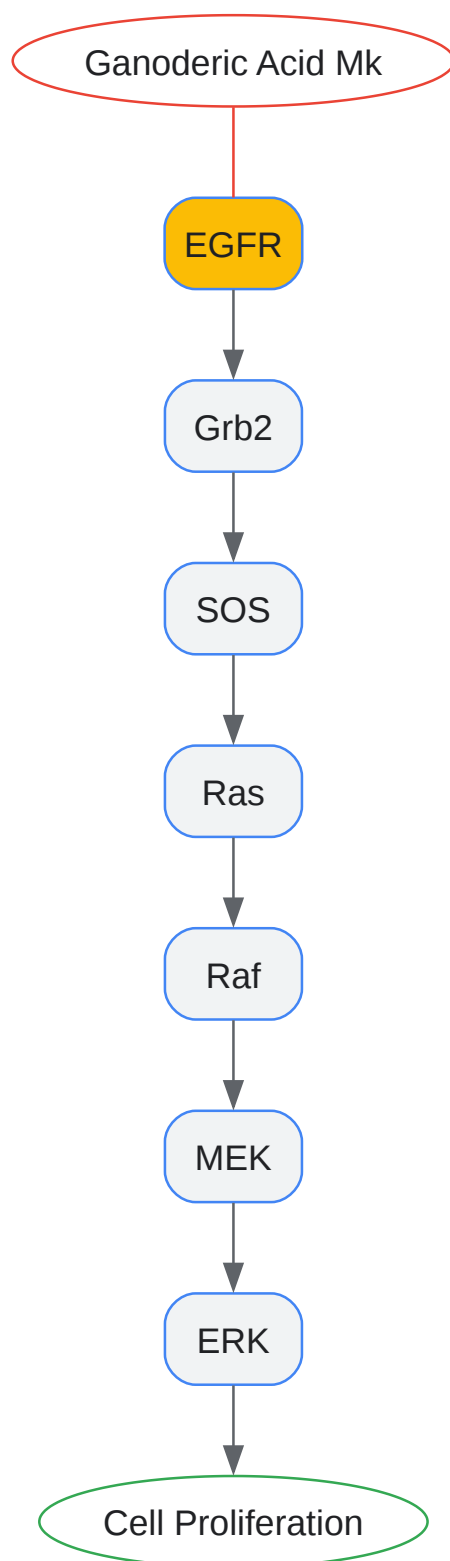 Ganoderic Acid Mk
EGFR
Grb2
SOS
Ras
Raf
MEK
ERK
Cell Proliferation